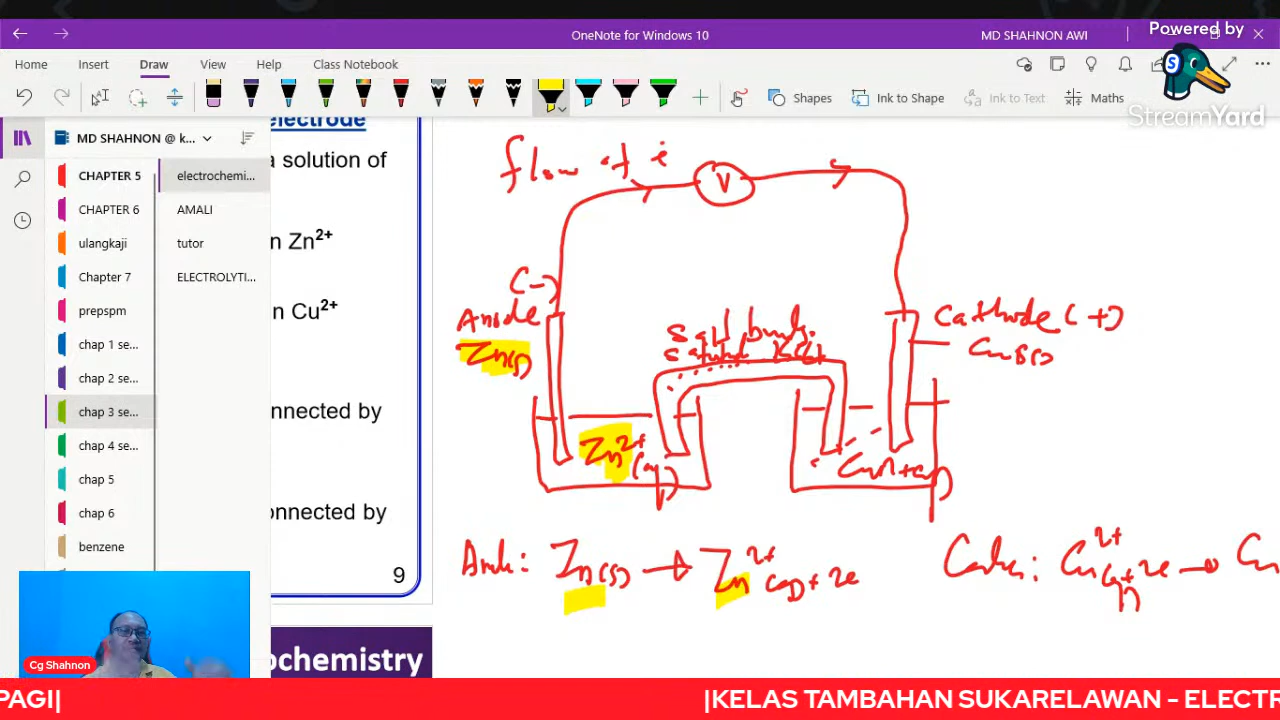 OneNote for Windows 10
MD SHAHNON AWI
Powered by
StreamYard
Home
Insert
Draw
View
Help
Class Notebook
Shapes
Ink to Shape
Ink to Text
Maths
MD SHAHNON @ k...
CHAPTER 5
CHAPTER 6
ulangkaji
Chapter 7
prepspm
chap 1 se...
chap 2 se...
chap 3 se...
chap 4 se...
chap 5
chap 6
benzene
electrochemi...
AMALI
tutor
ELECTROLYTI...
electrode
a solution of
n Zn²⁺
n Cu²⁺
nnected by
onnected by
9
ochemistry
flow of
V
(-)
Anode
Zn(s)
Cathode (+)
Salt
Zn²⁺(aq)
Zn(s) → Zn²⁺(aq) + 2e
Cu²⁺(aq) + 2e → Cu
Cg Shahnon
PAGI|
|KELAS TAMBAHAN SUKARELAWAN - ELECTR